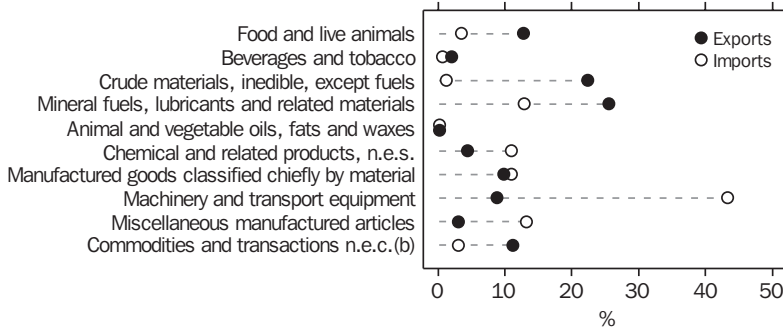 Food and live animals
Beverages and tobacco
Crude materials, inedible, except fuels
Mineral fuels, lubricants and related materials
Animal and vegetable oils, fats and waxes
Chemical and related products, n.e.s.
Manufactured goods classified chiefly by material
Machinery and transport equipment
Miscellaneous manufactured articles
Commodities and transactions n.e.c.(b)
Exports
Imports
0 10 20 30 40 50
%